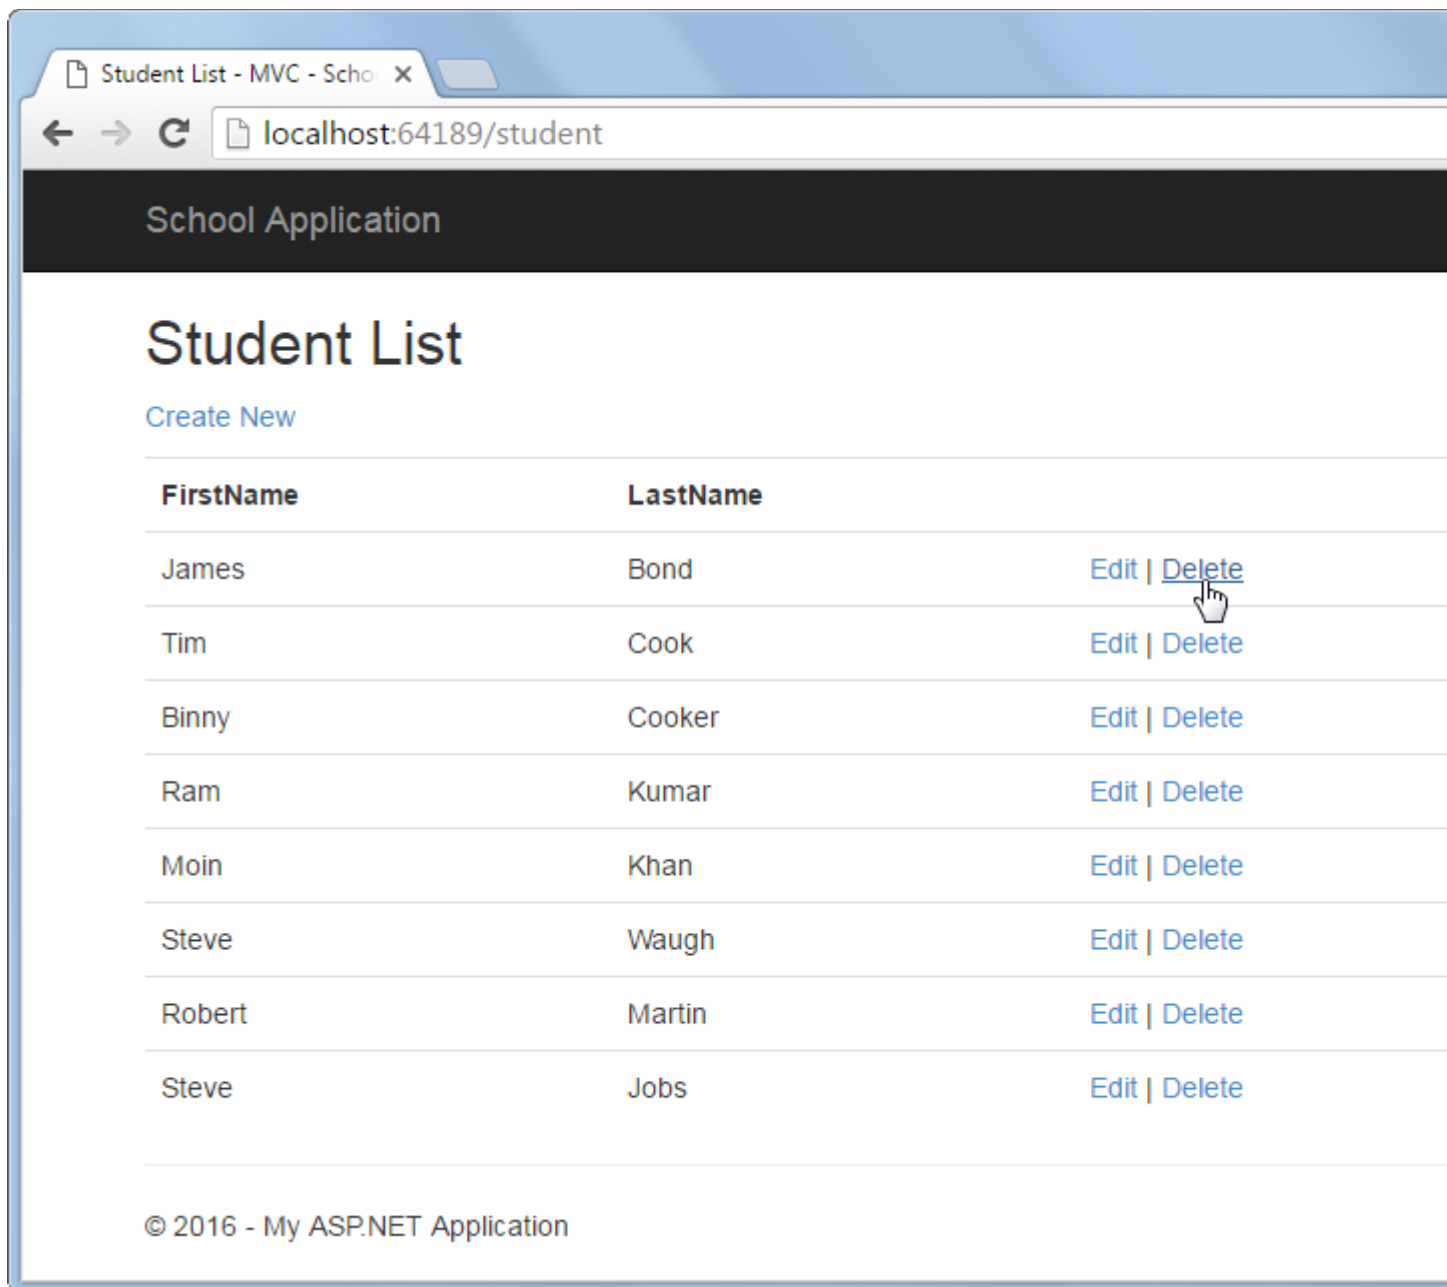 Student List - MVC - Scho
localhost:64189/student
School Application
Student List
Create New
FirstName LastName
James Bond Edit | Delete
Tim Cook Edit | Delete
Binny Cooker Edit | Delete
Ram Kumar Edit | Delete
Moin Khan Edit | Delete
Steve Waugh Edit | Delete
Robert Martin Edit | Delete
Steve Jobs Edit | Delete
© 2016 - My ASP.NET Application